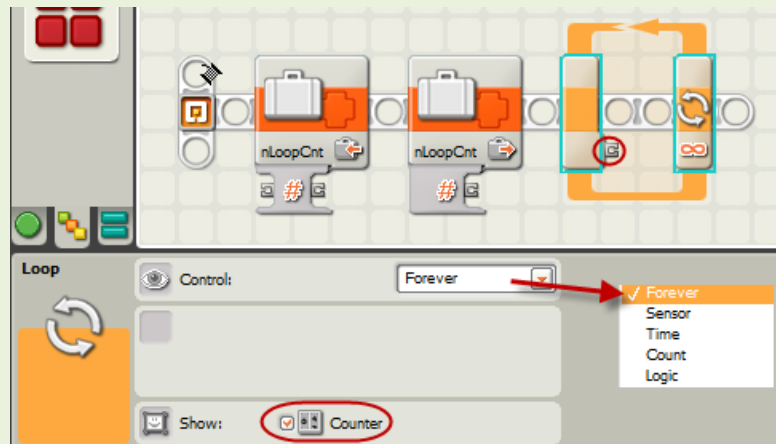 nLoopCnt
nLoopCnt
#
#
∞
Loop
Control:
Forever
✓ Forever
Sensor
Time
Count
Logic
Show:
Counter